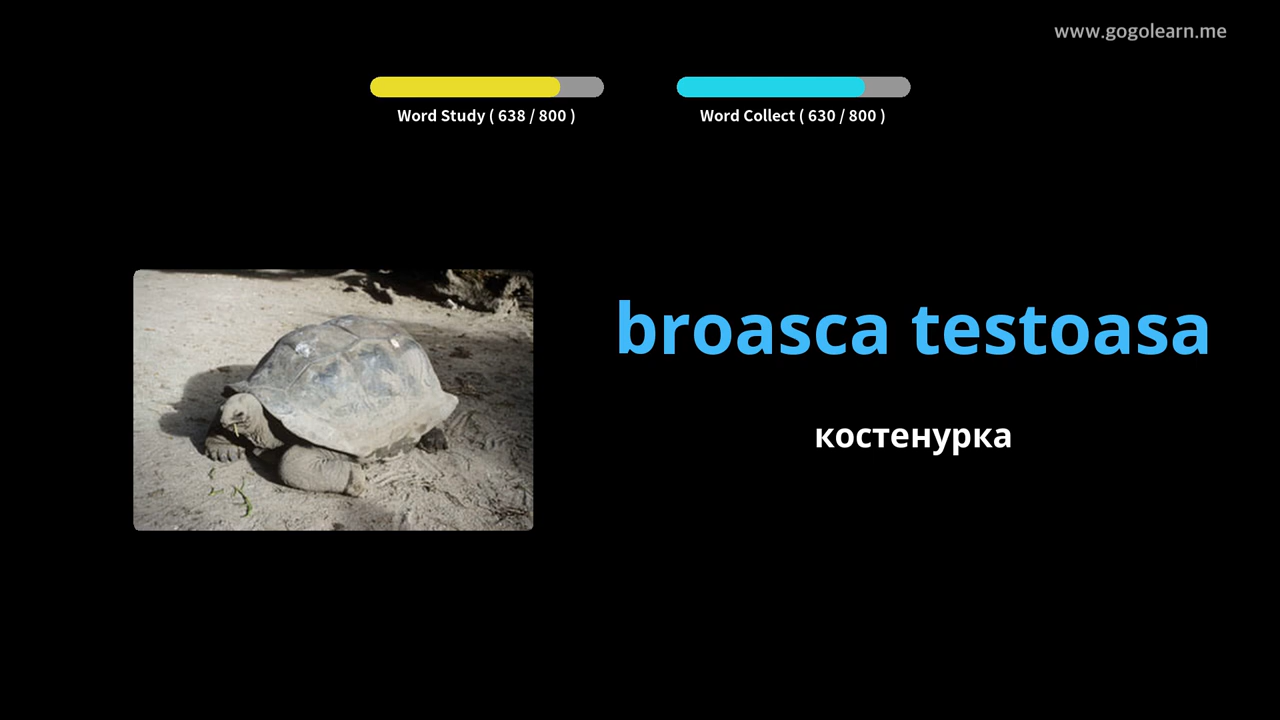 www.gogolearn.me
Word Study ( 638 / 800 )
Word Collect ( 630 / 800 )
broasca testoasa
костенурка